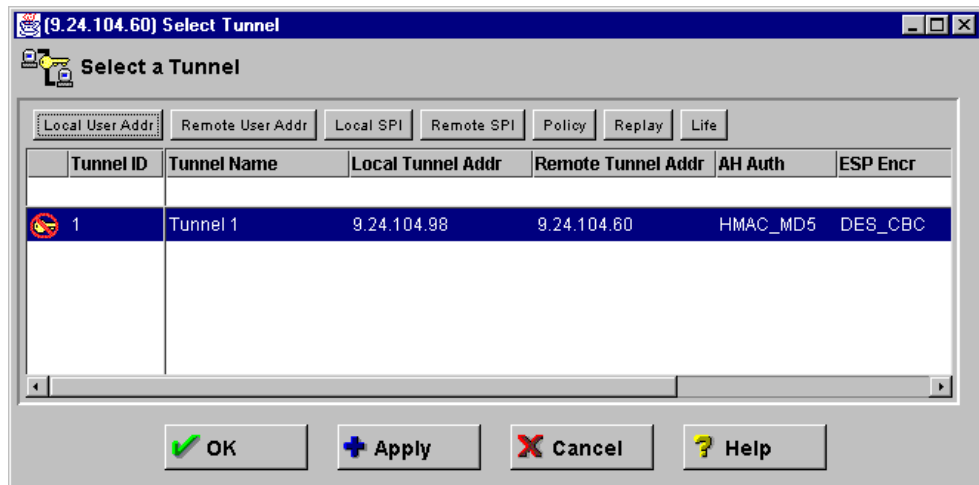 (9.24.104.60) Select Tunnel
Select a Tunnel
Local User Addr Remote User Addr Local SPI Remote SPI Policy Replay Life
Tunnel ID Tunnel Name Local Tunnel Addr Remote Tunnel Addr AH Auth ESP Encr
1 Tunnel 1 9.24.104.98 9.24.104.60 HMAC_MD5 DES_CBC
OK Apply Cancel Help